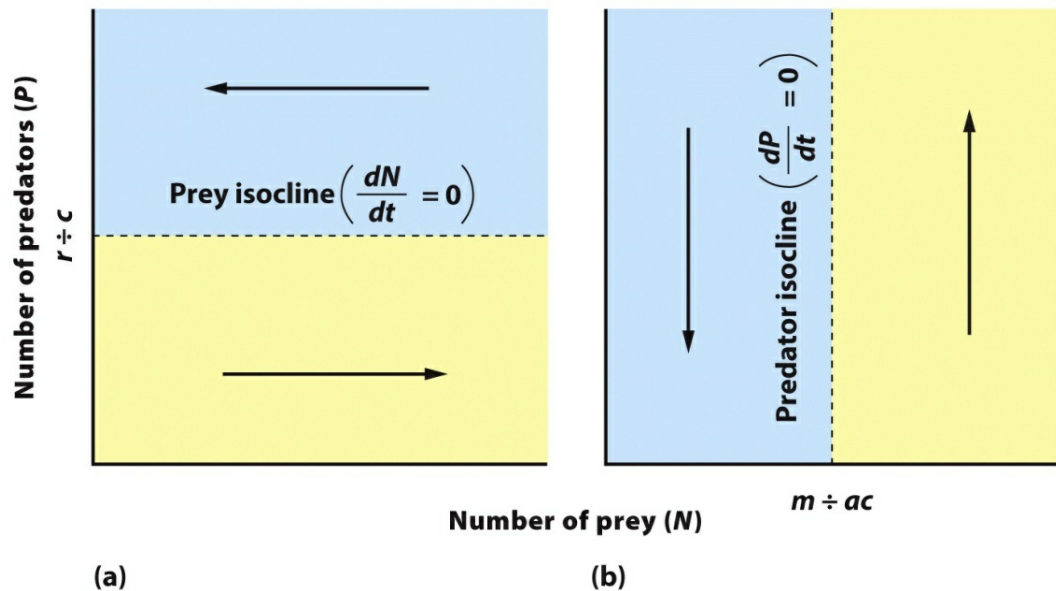 Number of predators (P)
r ÷ c
Prey isocline (dN/dt = 0)
Predator isocline (dP/dt = 0)
m ÷ ac
Number of prey (N)
(a)
(b)